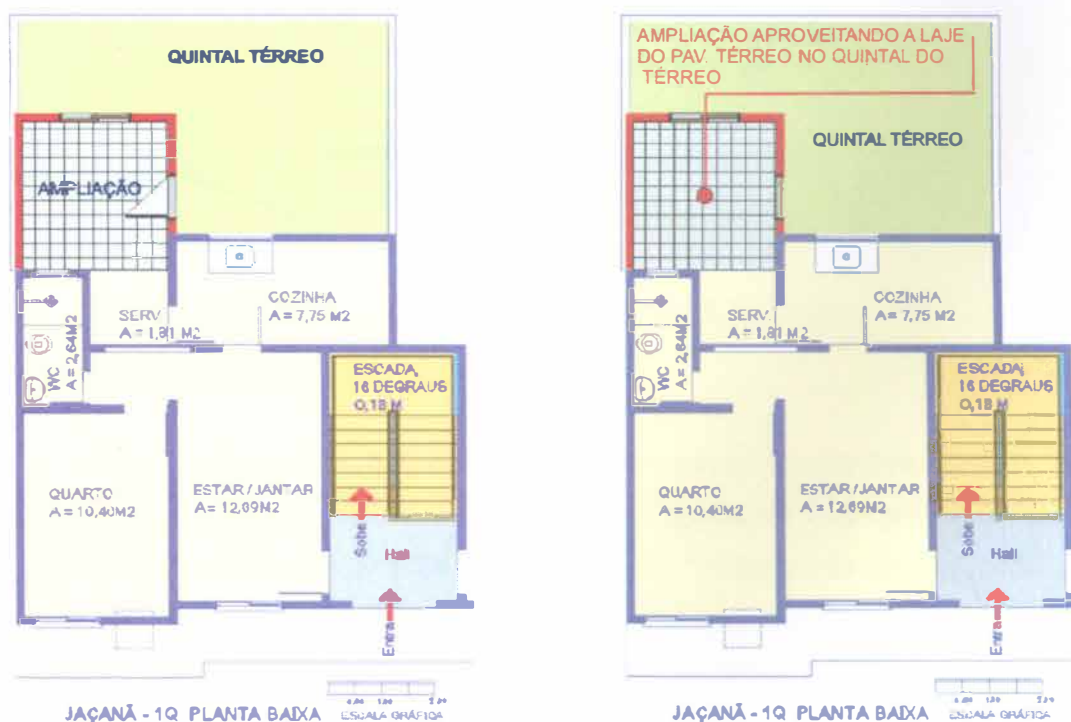 QUINTAL TÉRREO
AMPLIAÇÃO
COZINHA
A = 7,75 M2
SERV.
A = 1,81 M2
WC
A = 2,64M2
ESCADA,
16 DEGRAUS
0,18 M
QUARTO
A = 10,40M2
ESTAR / JANTAR
A = 12,09M2
Sobe
Hall
Entra
JAÇANÃ - 1Q PLANTA BAIXA
ESCALA GRÁFICA
AMPLIAÇÃO APROVEITANDO A LAJE
DO PAV. TÉRREO NO QUINTAL DO
TÉRREO
QUINTAL TÉRREO
COZINHA
A = 7,75 M2
SERV.
A = 1,81 M2
WC
A = 2,64M2
ESCADA,
16 DEGRAUS
0,18 M
QUARTO
A = 10,40M2
ESTAR / JANTAR
A = 12,09M2
Sobe
Hall
Entra
JAÇANÃ - 1Q PLANTA BAIXA
ESCALA GRÁFICA